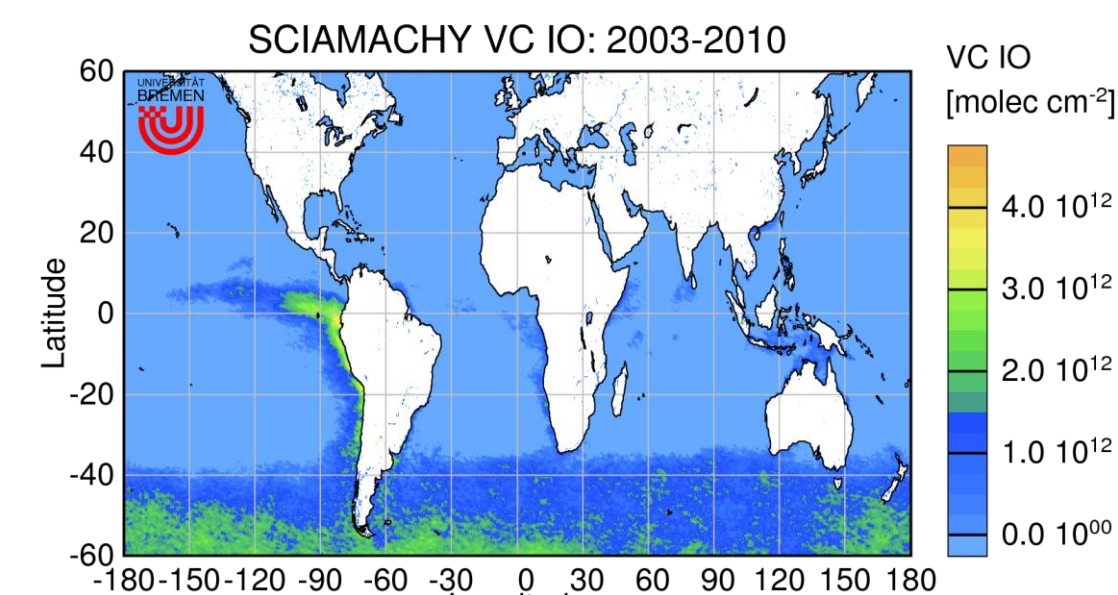 SCIAMACHY VC IO: 2003-2010
VC IO
[molec cm⁻²]
UNIVERSITÄT
BREMEN
60
40
20
0
-20
-40
-60
Latitude
-180 -150 -120 -90 -60 -30 0 30 60 90 120 150 180
4.0 10¹²
3.0 10¹²
2.0 10¹²
1.0 10¹²
0.0 10⁰⁰